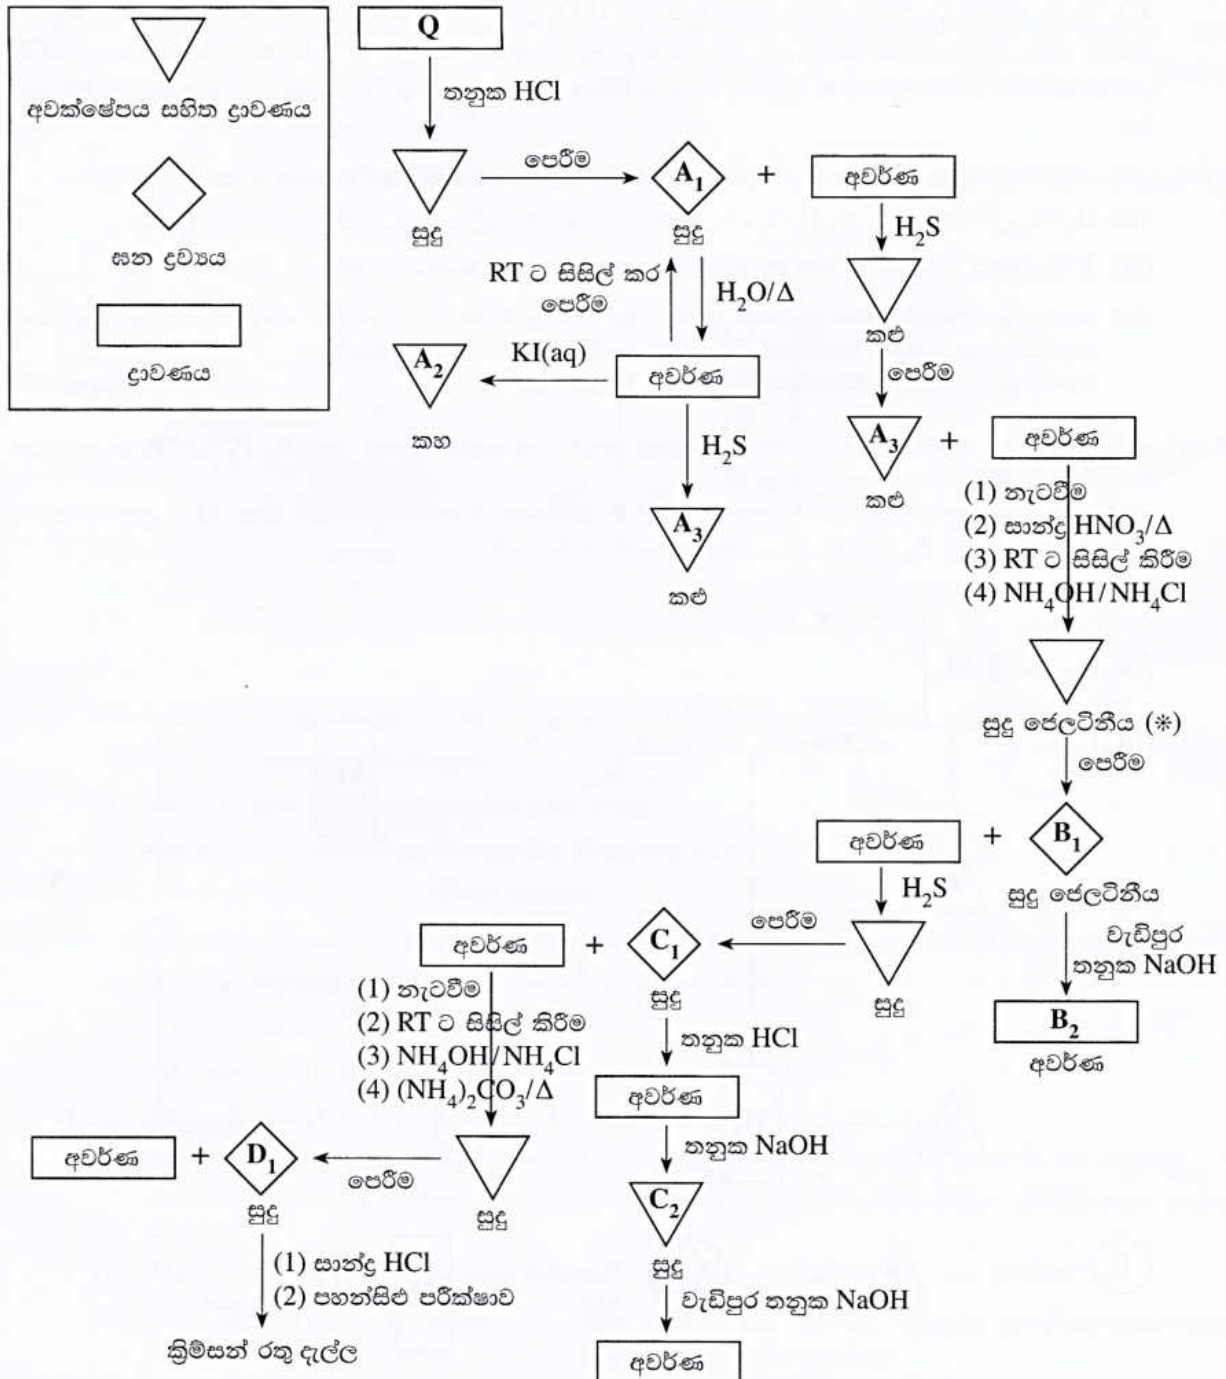 අවක්ෂේපය සහිත ද්‍රාවණය
ඝන ද්‍රව්‍යය
ද්‍රාවණය
Q
තනුක HCl
සුදු
පෙරීම
A₁
සුදු
+
අවර්ණ
H₂S
කළු
පෙරීම
RT ට සිසිල් කර
පෙරීම
H₂O/Δ
A₂
කහ
KI(aq)
අවර්ණ
H₂S
A₃
කළු
A₃
කළු
+
අවර්ණ
(1) නැටවීම
(2) සාන්ද්‍ර HNO₃/Δ
(3) RT ට සිසිල් කිරීම
(4) NH₄OH/NH₄Cl
සුදු ජෙලටිනීය (※)
පෙරීම
අවර්ණ
+
B₁
සුදු ජෙලටිනීය
වැඩිපුර
තනුක NaOH
B₂
අවර්ණ
H₂S
සුදු
පෙරීම
අවර්ණ
+
C₁
සුදු
(1) නැටවීම
(2) RT ට සිසිල් කිරීම
(3) NH₄OH/NH₄Cl
(4) (NH₄)₂CO₃/Δ
තනුක HCl
අවර්ණ
තනුක NaOH
C₂
සුදු
වැඩිපුර තනුක NaOH
අවර්ණ
අවර්ණ
+
D₁
සුදු
පෙරීම
සුදු
(1) සාන්ද්‍ර HCl
(2) පහන්සිළු පරීක්ෂාව
ක්‍රිම්සන් රතු දැල්ල